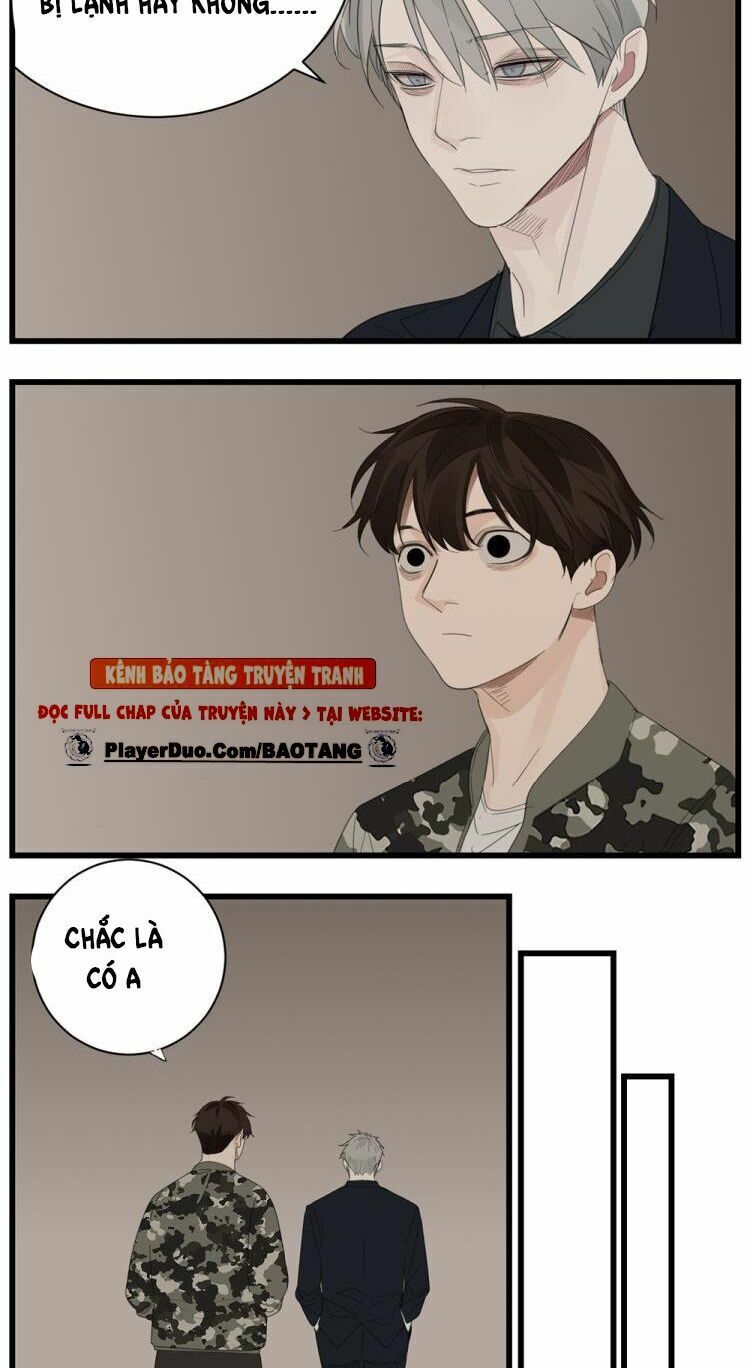 BỊ LẠNH HAY KHÔNG......
KÊNH BẢO TÀNG TRUYỆN TRANH
ĐỌC FULL CHAP CỦA TRUYỆN NÀY > TẠI WEBSITE:
PlayerDuo.Com/BAOTANG
CHẮC LÀ
CÓ A